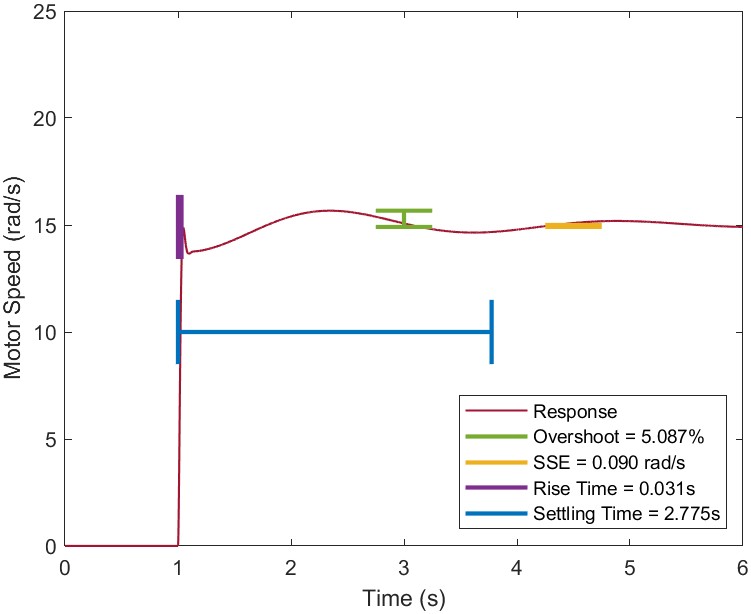 25
20
15
10
5
0
Motor Speed (rad/s)
0 1 2 3 4 5 6
Time (s)
Response
Overshoot = 5.087%
SSE = 0.090 rad/s
Rise Time = 0.031s
Settling Time = 2.775s